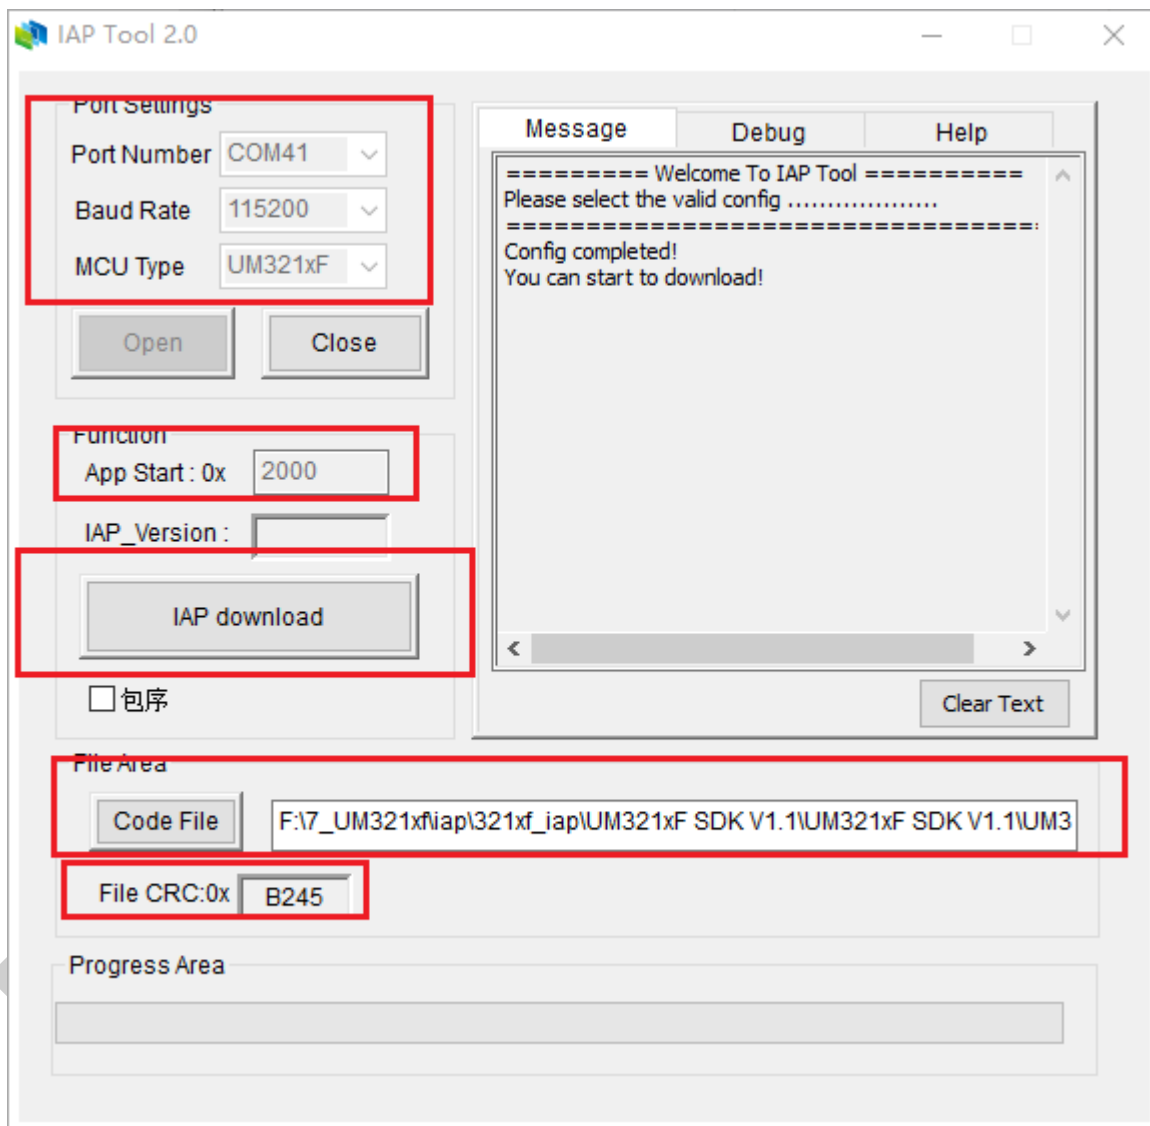 IAP Tool 2.0
Port Settings
Port Number COM41
Baud Rate 115200
MCU Type UM321xF
Open Close
Function
App Start : 0x 2000
IAP_Version :
IAP download
包序
Message Debug Help
========= Welcome To IAP Tool ==========
Please select the valid config ...................
=================================
Config completed!
You can start to download!
Clear Text
File Area
Code File F:\7_UM321xf\iap\321xf_iap\UM321xF SDK V1.1\UM321xF SDK V1.1\UM3
File CRC:0x B245
Progress Area